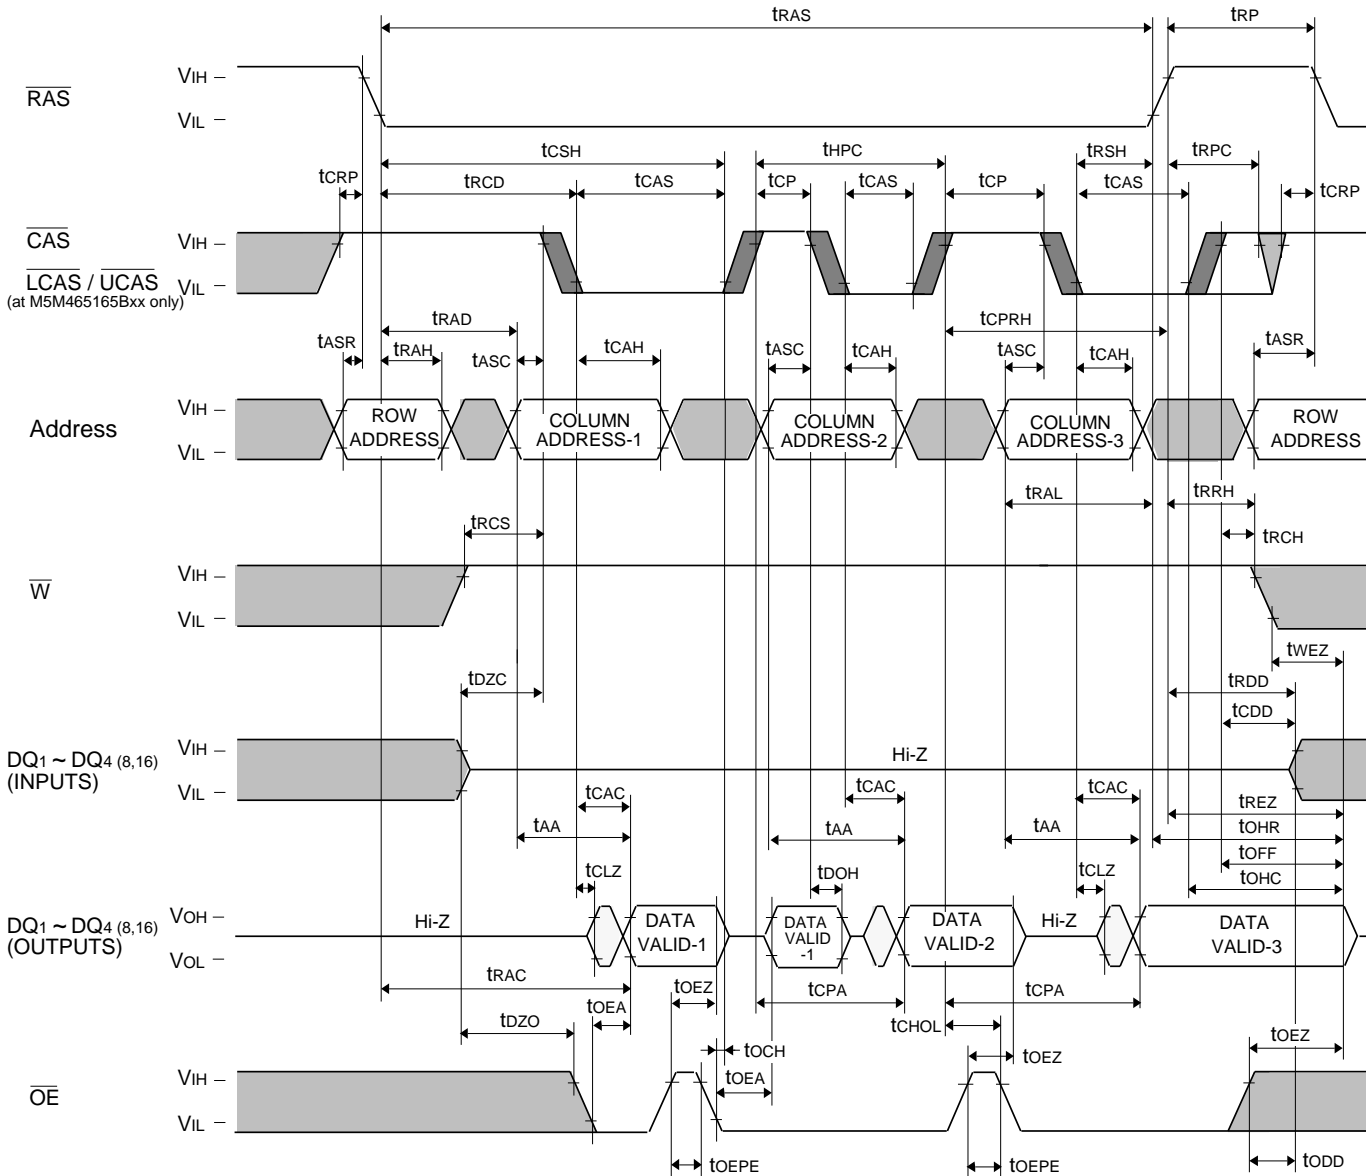 tRAS
tRP
RAS
VIH
VIL
tCSH
tHPC
tRSH
tRPC
tCRP
tRCD
tCAS
tCP
tCAS
tCP
tCAS
tCRP
CAS
VIH
LCAS / UCAS
VIL
(at M5M465165Bxx only)
tRAD
tCPRH
tASR
tRAH
tASC
tCAH
tASC
tCAH
tASC
tCAH
tASR
Address
VIH
VIL
ROW ADDRESS
COLUMN ADDRESS-1
COLUMN ADDRESS-2
COLUMN ADDRESS-3
ROW ADDRESS
tRAL
tRRH
tRCS
tRCH
W
VIH
VIL
tWEZ
tDZC
tRDD
tCDD
DQ1 ~ DQ4 (8,16)
(INPUTS)
VIH
VIL
Hi-Z
tCAC
tCAC
tCAC
tREZ
tAA
tAA
tAA
tOHR
tOFF
tCLZ
tDOH
tCLZ
tOHC
DQ1 ~ DQ4 (8,16)
(OUTPUTS)
VOH
VOL
Hi-Z
DATA VALID-1
DATA VALID -1
DATA VALID-2
Hi-Z
DATA VALID-3
tRAC
tOEZ
tCPA
tCPA
tOEA
tCHOL
tDZO
tOCH
tOEZ
tOEZ
tOEA
OE
VIH
VIL
tOEPE
tOEPE
tODD